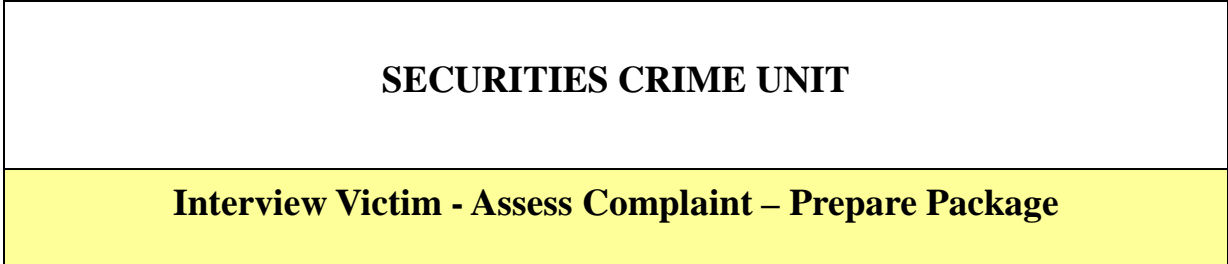 SECURITIES CRIME UNIT
Interview Victim - Assess Complaint – Prepare Package